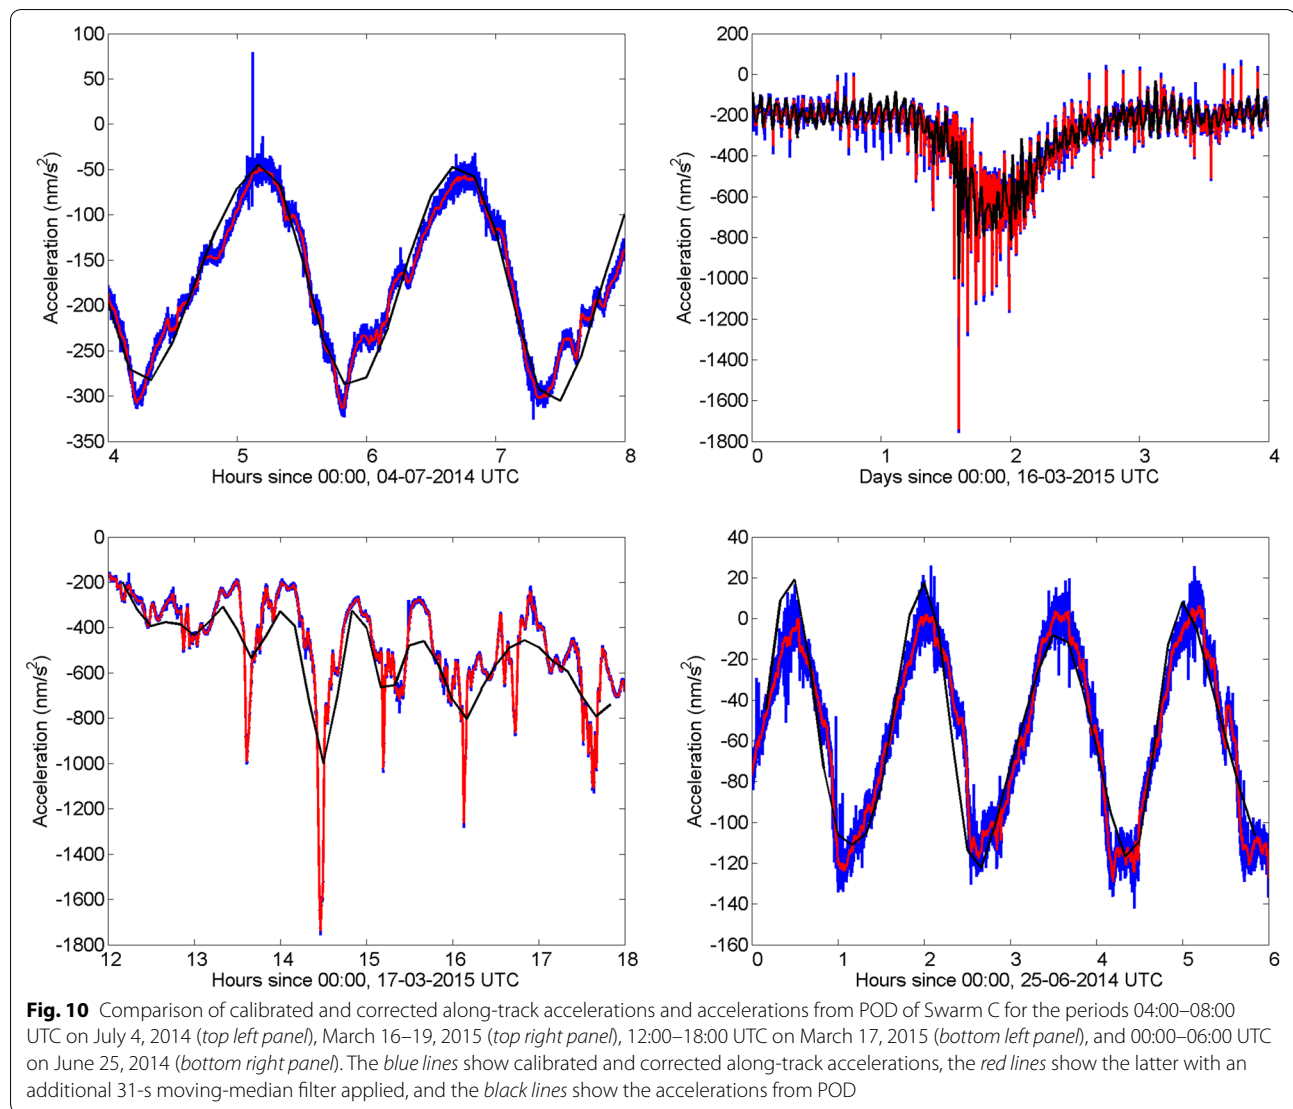 100
50
0
-50
-100
-150
-200
-250
-300
-350
Acceleration (nm/s²)
4 5 6 7 8
Hours since 00:00, 04-07-2014 UTC
200
0
-200
-400
-600
-800
-1000
-1200
-1400
-1600
-1800
Acceleration (nm/s²)
0 1 2 3 4
Days since 00:00, 16-03-2015 UTC
0
-200
-400
-600
-800
-1000
-1200
-1400
-1600
-1800
Acceleration (nm/s²)
12 13 14 15 16 17 18
Hours since 00:00, 17-03-2015 UTC
40
20
0
-20
-40
-60
-80
-100
-120
-140
-160
Acceleration (nm/s²)
0 1 2 3 4 5 6
Hours since 00:00, 25-06-2014 UTC
Fig. 10 Comparison of calibrated and corrected along-track accelerations and accelerations from POD of Swarm C for the periods 04:00–08:00
UTC on July 4, 2014 (top left panel), March 16–19, 2015 (top right panel), 12:00–18:00 UTC on March 17, 2015 (bottom left panel), and 00:00–06:00 UTC
on June 25, 2014 (bottom right panel). The blue lines show calibrated and corrected along-track accelerations, the red lines show the latter with an
additional 31-s moving-median filter applied, and the black lines show the accelerations from POD